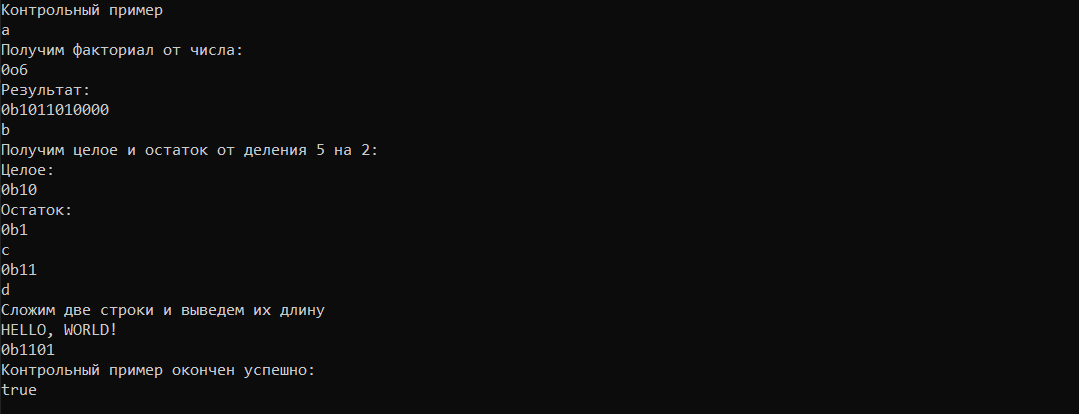 Контрольный пример
a
Получим факториал от числа:
0o6
Результат:
0b1011010000
b
Получим целое и остаток от деления 5 на 2:
Целое:
0b10
Остаток:
0b1
c
0b11
d
Сложим две строки и выведем их длину
HELLO, WORLD!
0b1101
Контрольный пример окончен успешно:
true